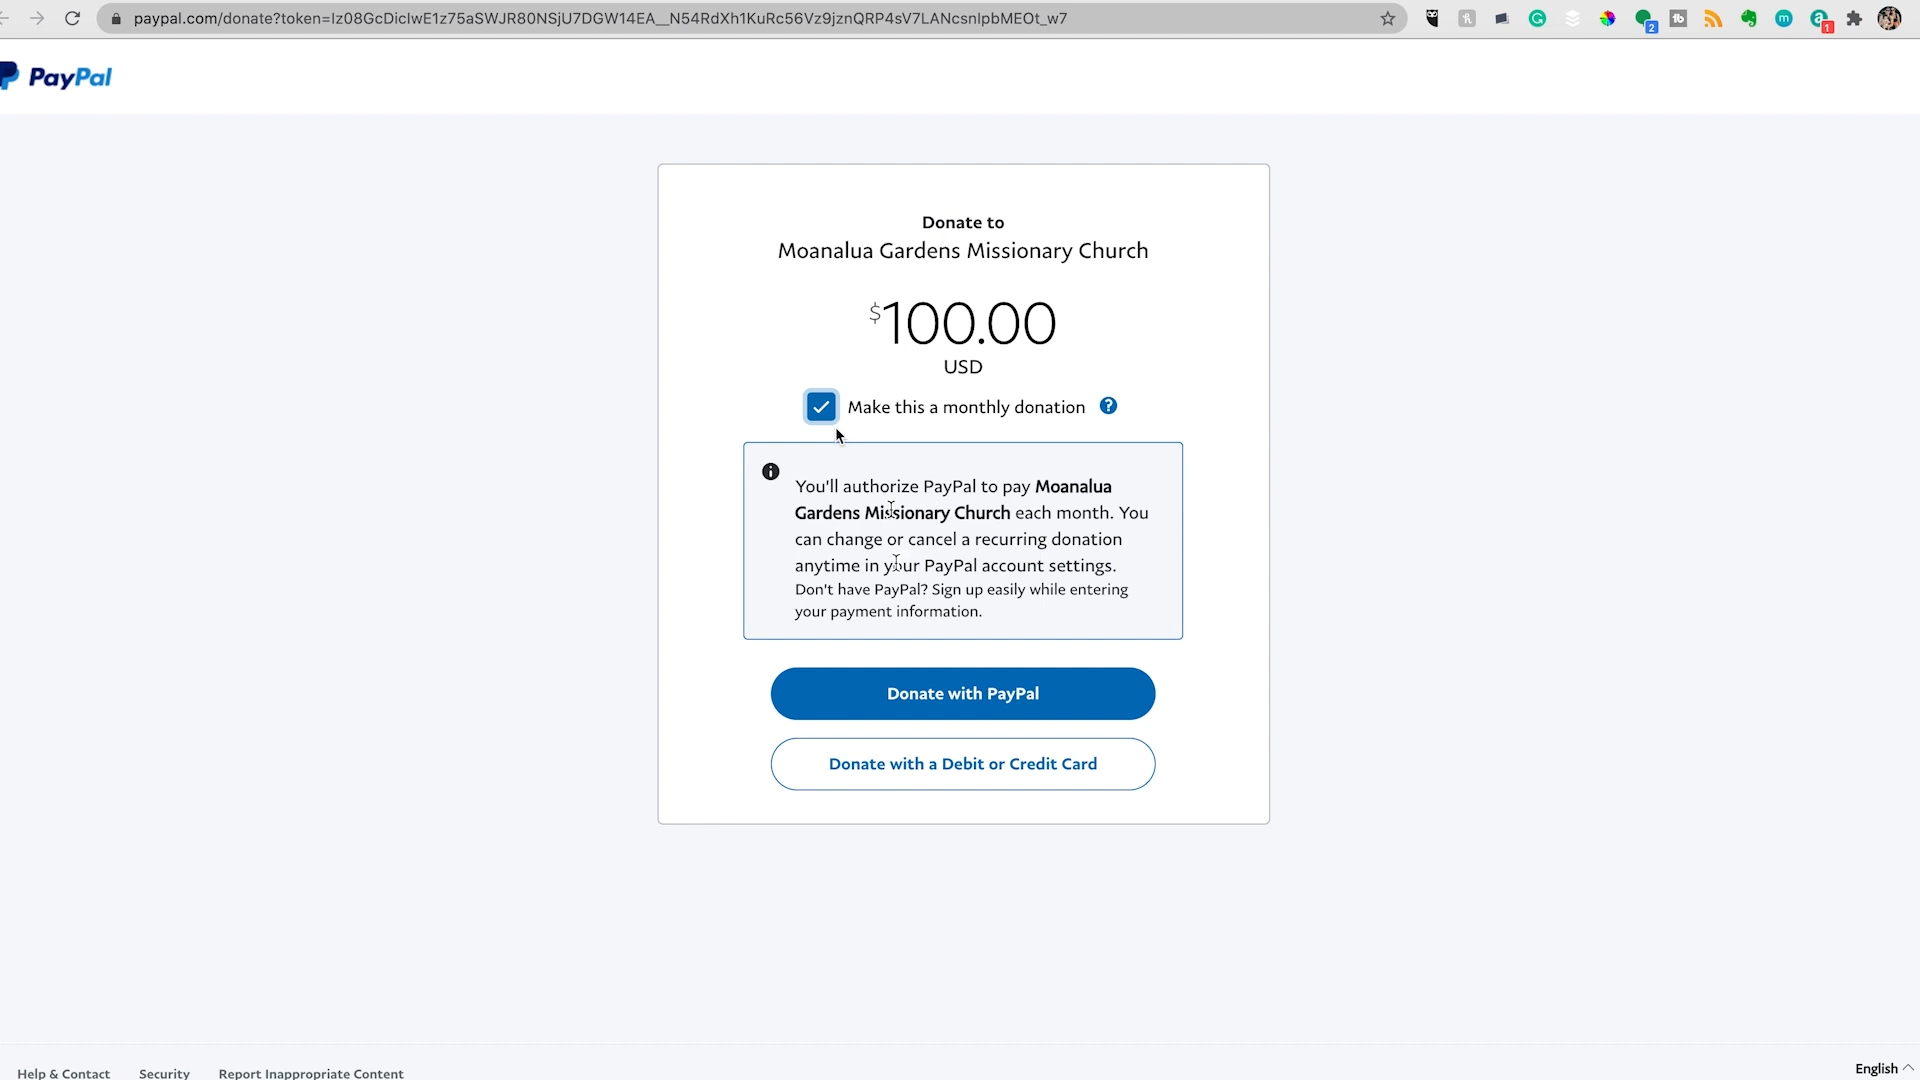 paypal.com/donate?token=Iz08GcDicIwE1z75aSWJR80NSjU7DGW14EA__N54RdXh1KuRc56Vz9jznQRP4sV7LANcsnlpbMEOt_w7
2
1
PayPal
Donate to
Moanalua Gardens Missionary Church
$100.00
USD
Make this a monthly donation
You'll authorize PayPal to pay Moanalua
Gardens Missionary Church each month. You
can change or cancel a recurring donation
anytime in your PayPal account settings.
Don't have PayPal? Sign up easily while entering
your payment information.
Donate with PayPal
Donate with a Debit or Credit Card
Help & Contact Security Report Inappropriate Content
English